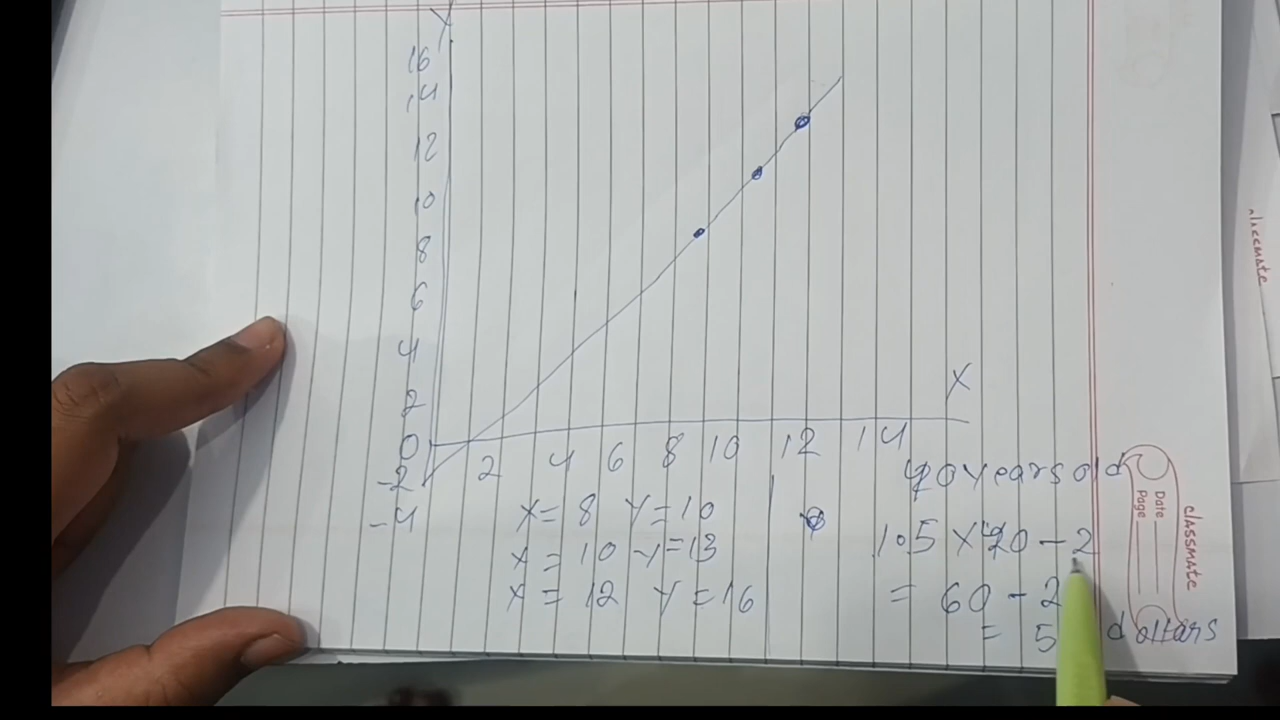 Y
16
14
12
10
8
6
4
2
0
-2
-4
X
2 4 6 8 10 12 14
X = 8 Y = 10
X = 10 Y = 13
X = 12 Y = 16
40 years old
1.5 X 40 - 2
= 60 - 2
= 5 dollars
classmate
Date
Page
classmate